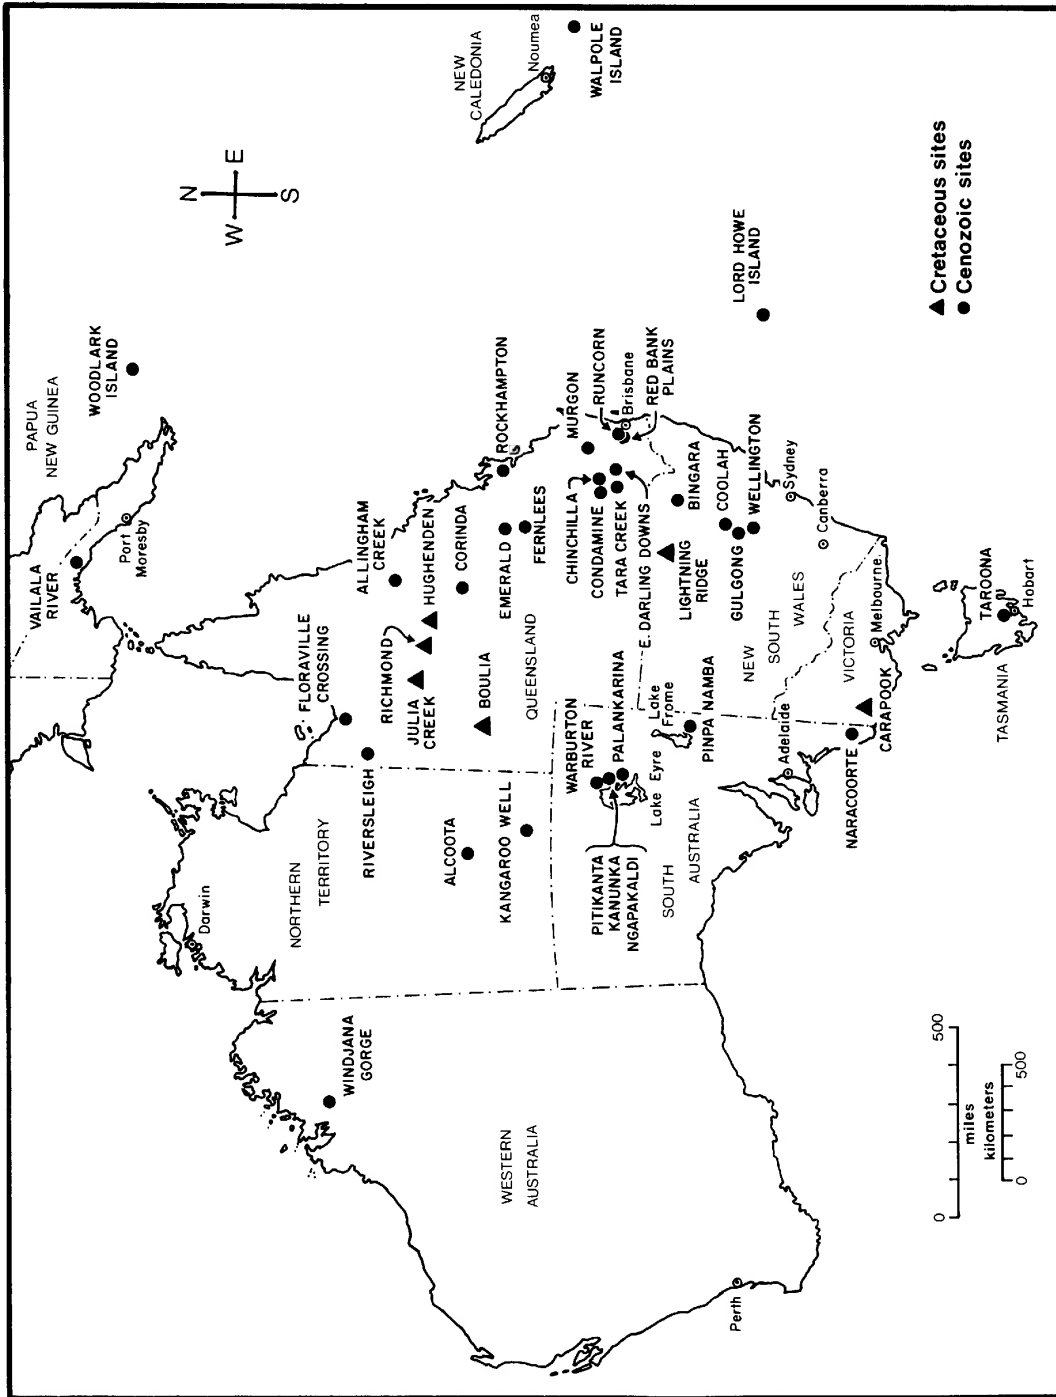 PAPUA
NEW GUINEA
VAILALA
RIVER
Port
Moresby
WOODLARK
ISLAND
N
W
E
S
NEW
CALEDONIA
Noumea
WALPOLE
ISLAND
LORD HOWE
ISLAND
▲ Cretaceous sites
● Cenozoic sites
Darwin
NORTHERN
TERRITORY
FLORAVILLE
CROSSING
RIVERSLEIGH
ALCOOTA
KANGAROO WELL
WINDJANA
GORGE
WESTERN
AUSTRALIA
Perth
ALLINGHAM
CREEK
RICHMOND
HUGHENDEN
JULIA
CREEK
CORINDA
BOULIA
QUEENSLAND
ROCKHAMPTON
EMERALD
FERNLEES
MURGON
RUNCORN
Brisbane
RED BANK
PLAINS
CHINCHILLA
CONDAMINE
TARA CREEK
E. DARLING DOWNS
WARBURTON
RIVER
PALANKARINA
PITIKANTA
KANUNKA
NGAPAKALDI
Lake Eyre
Lake
Frome
PINPA NAMBA
SOUTH
AUSTRALIA
Adelaide
NARACOORTE
LIGHTNING
RIDGE
BINGARA
COOLAH
GULGONG
WELLINGTON
NEW
SOUTH
WALES
Sydney
Canberra
VICTORIA
Melbourne
CARAPOOK
TASMANIA
TAROONA
Hobart
0
500
miles
kilometers
0
500